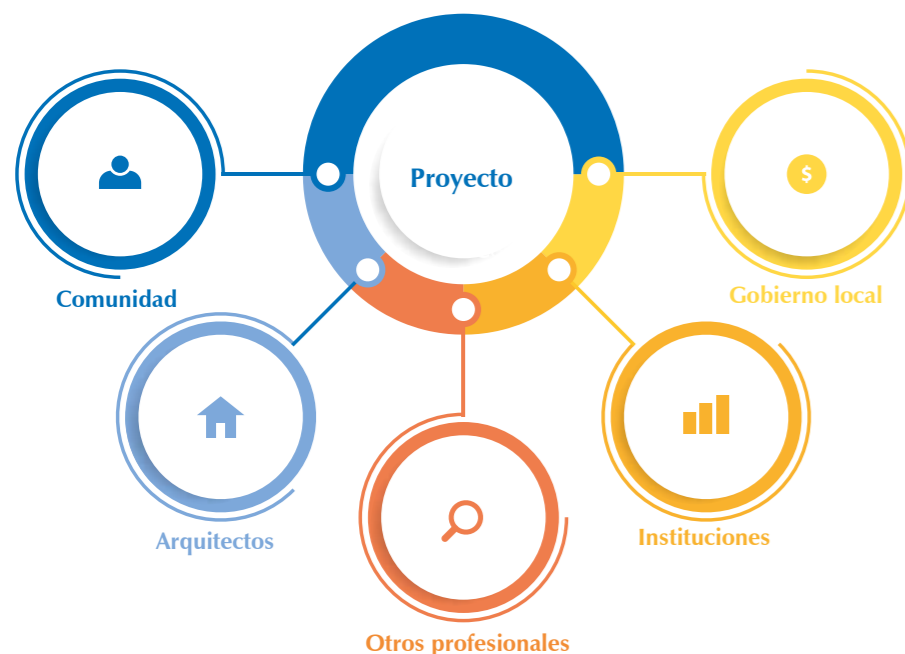 Proyecto
$
Comunidad
Gobierno local
Arquitectos
Instituciones
Otros profesionales